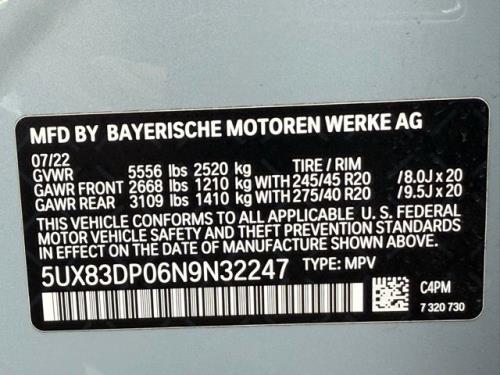 MFD BY BAYERISCHE MOTOREN WERKE AG
07/22 TIRE / RIM
GVWR 5556 lbs 2520 kg
GAWR FRONT 2668 lbs 1210 kg WITH 245/45 R20 /8.0J x 20
GAWR REAR 3109 lbs 1410 kg WITH 275/40 R20 /9.5J x 20
THIS VEHICLE CONFORMS TO ALL APPLICABLE U. S. FEDERAL
MOTOR VEHICLE SAFETY STANDARDS IN EFFECT ON THE
DATE OF MANUFACTURE SHOWN ABOVE.
5UX83DP06N9N32247 TYPE: MPV
C4PM
7 320 730